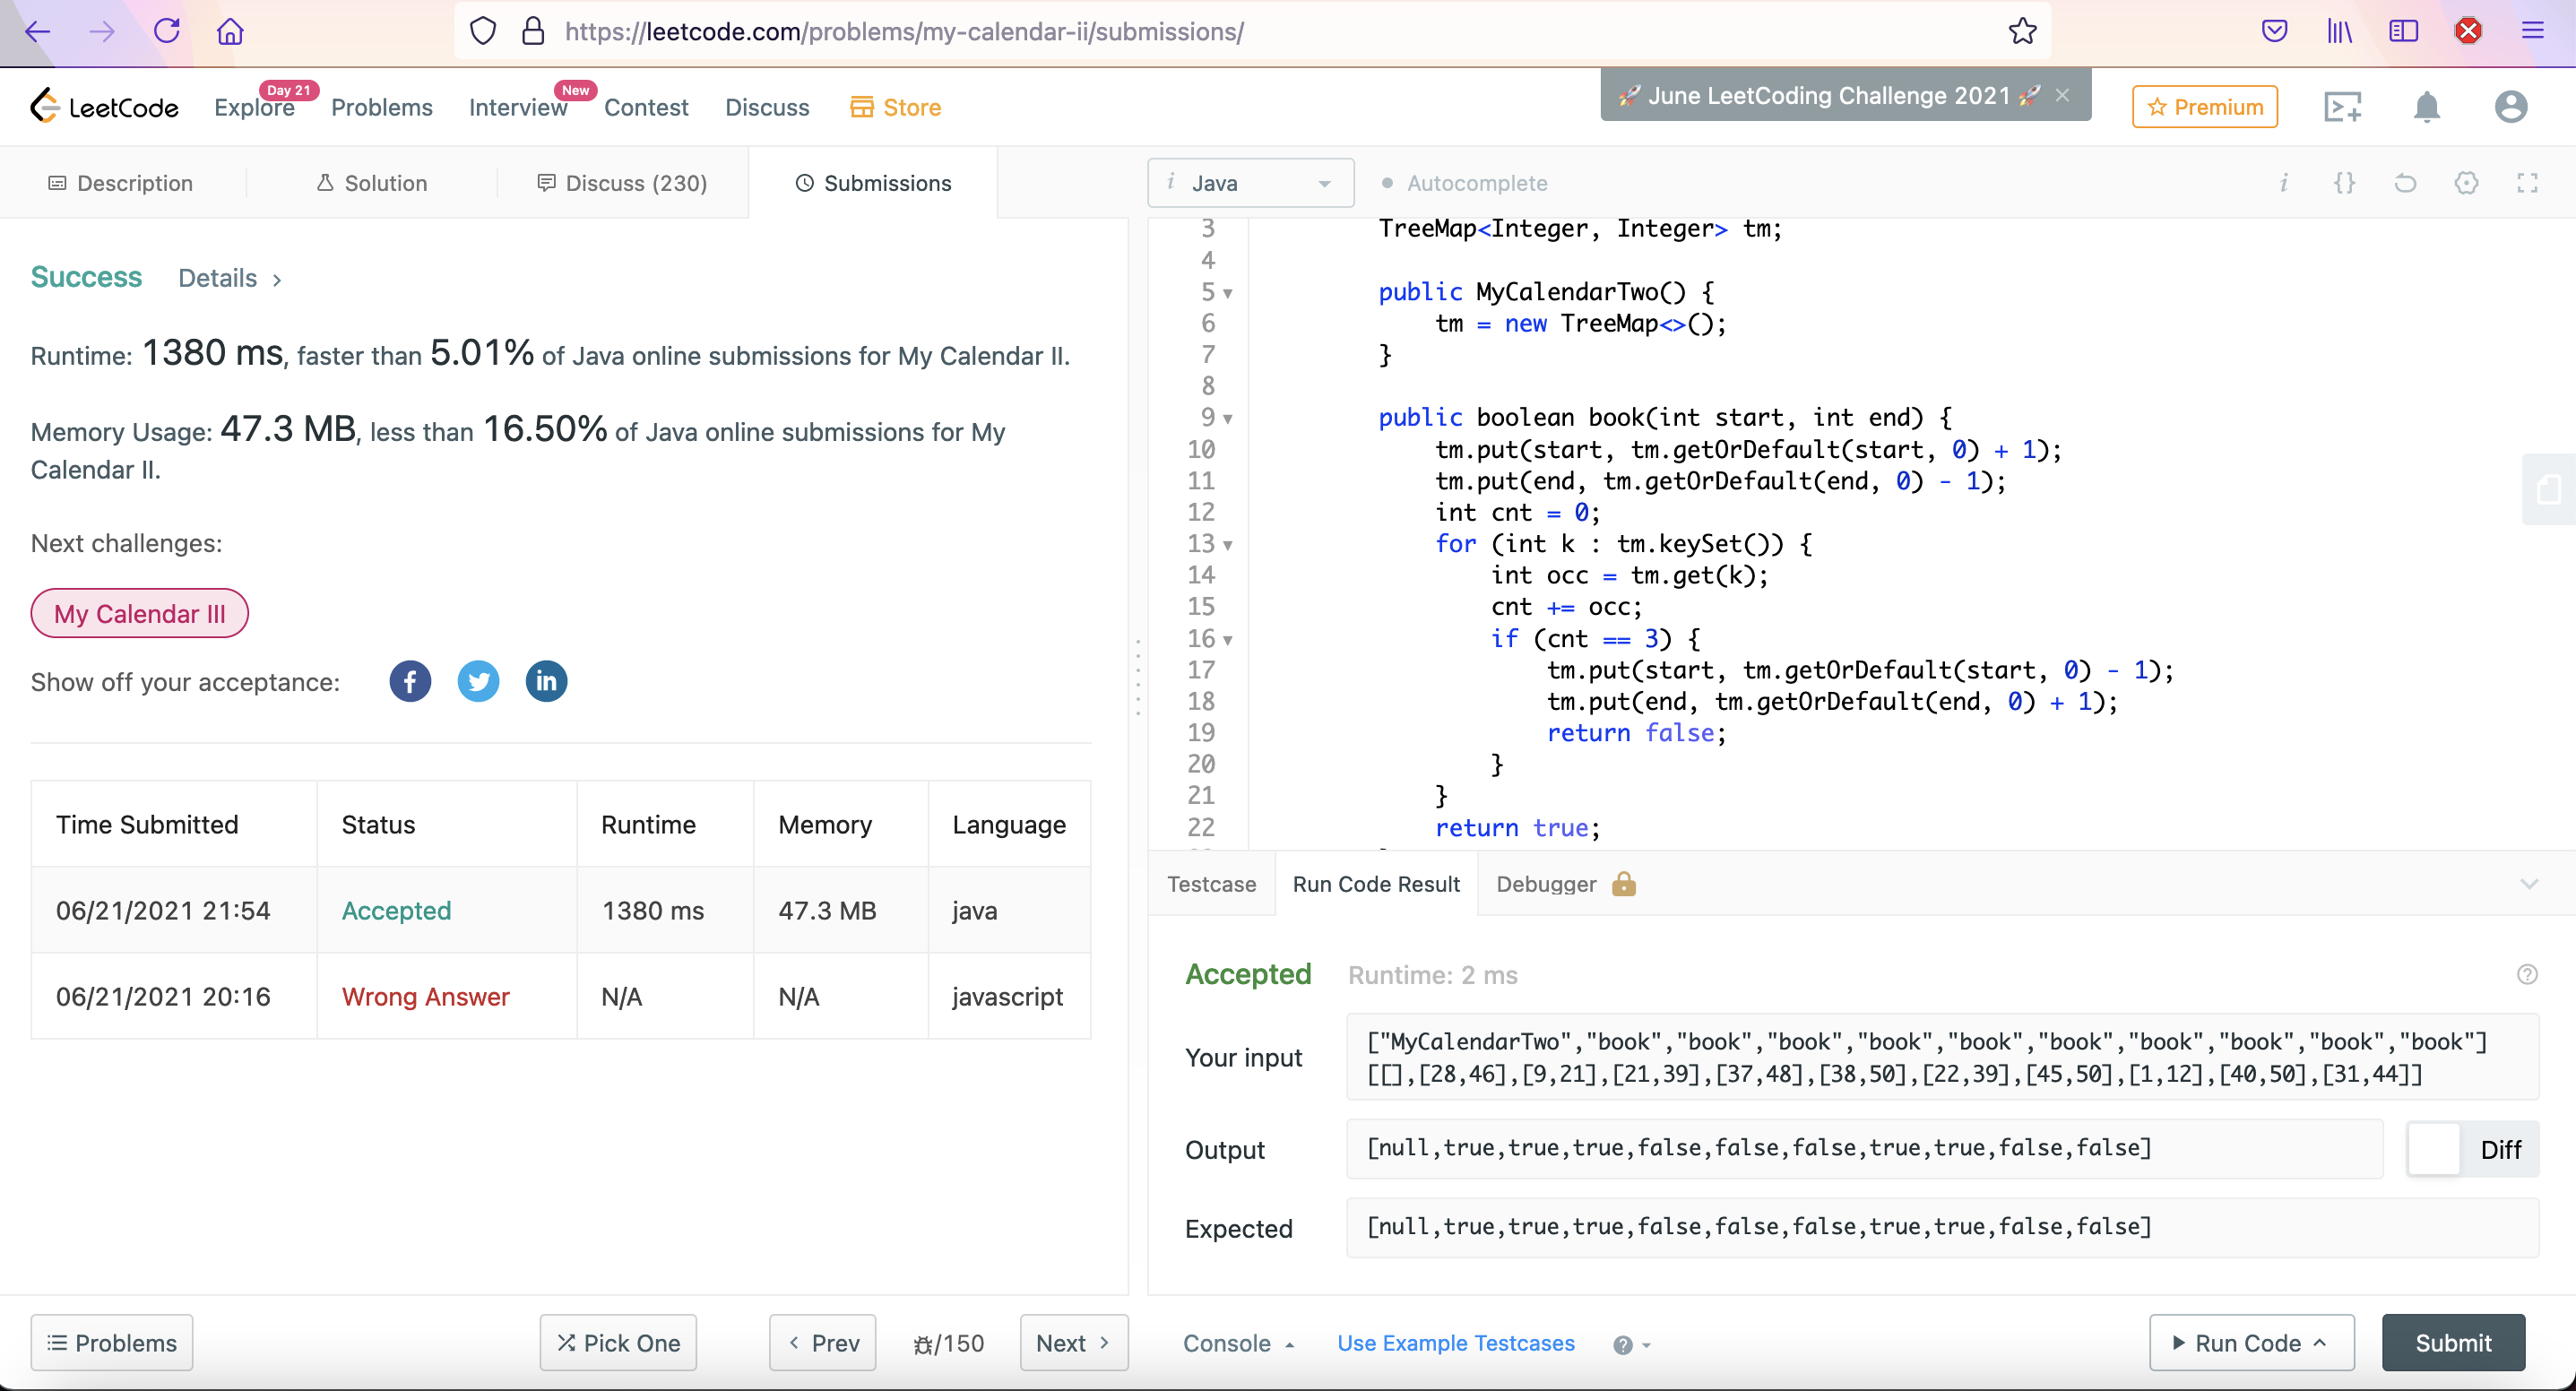 https://leetcode.com/problems/my-calendar-ii/submissions/
LeetCode
Explore
Day 21
Problems
Interview
New
Contest
Discuss
Store
🚀 June LeetCoding Challenge 2021 🚀
Premium
Description
Solution
Discuss (230)
Submissions
Success Details
Runtime: 1380 ms, faster than 5.01% of Java online submissions for My Calendar II.
Memory Usage: 47.3 MB, less than 16.50% of Java online submissions for My
Calendar II.
Next challenges:
My Calendar III
Show off your acceptance:
Time Submitted Status Runtime Memory Language
06/21/2021 21:54 Accepted 1380 ms 47.3 MB java
06/21/2021 20:16 Wrong Answer N/A N/A javascript
Problems
Pick One
Prev
/150
Next
i Java
Autocomplete
3 TreeMap<Integer, Integer> tm;
4
5 public MyCalendarTwo() {
6 tm = new TreeMap<>();
7 }
8
9 public boolean book(int start, int end) {
10 tm.put(start, tm.getOrDefault(start, 0) + 1);
11 tm.put(end, tm.getOrDefault(end, 0) - 1);
12 int cnt = 0;
13 for (int k : tm.keySet()) {
14 int occ = tm.get(k);
15 cnt += occ;
16 if (cnt == 3) {
17 tm.put(start, tm.getOrDefault(start, 0) - 1);
18 tm.put(end, tm.getOrDefault(end, 0) + 1);
19 return false;
20 }
21 }
22 return true;
Testcase
Run Code Result
Debugger
Accepted Runtime: 2 ms
Your input
["MyCalendarTwo","book","book","book","book","book","book","book","book","book","book"]
[[],[28,46],[9,21],[21,39],[37,48],[38,50],[22,39],[45,50],[1,12],[40,50],[31,44]]
Output
[null,true,true,true,false,false,false,true,true,false,false]
Diff
Expected
[null,true,true,true,false,false,false,true,true,false,false]
Console
Use Example Testcases
Run Code
Submit